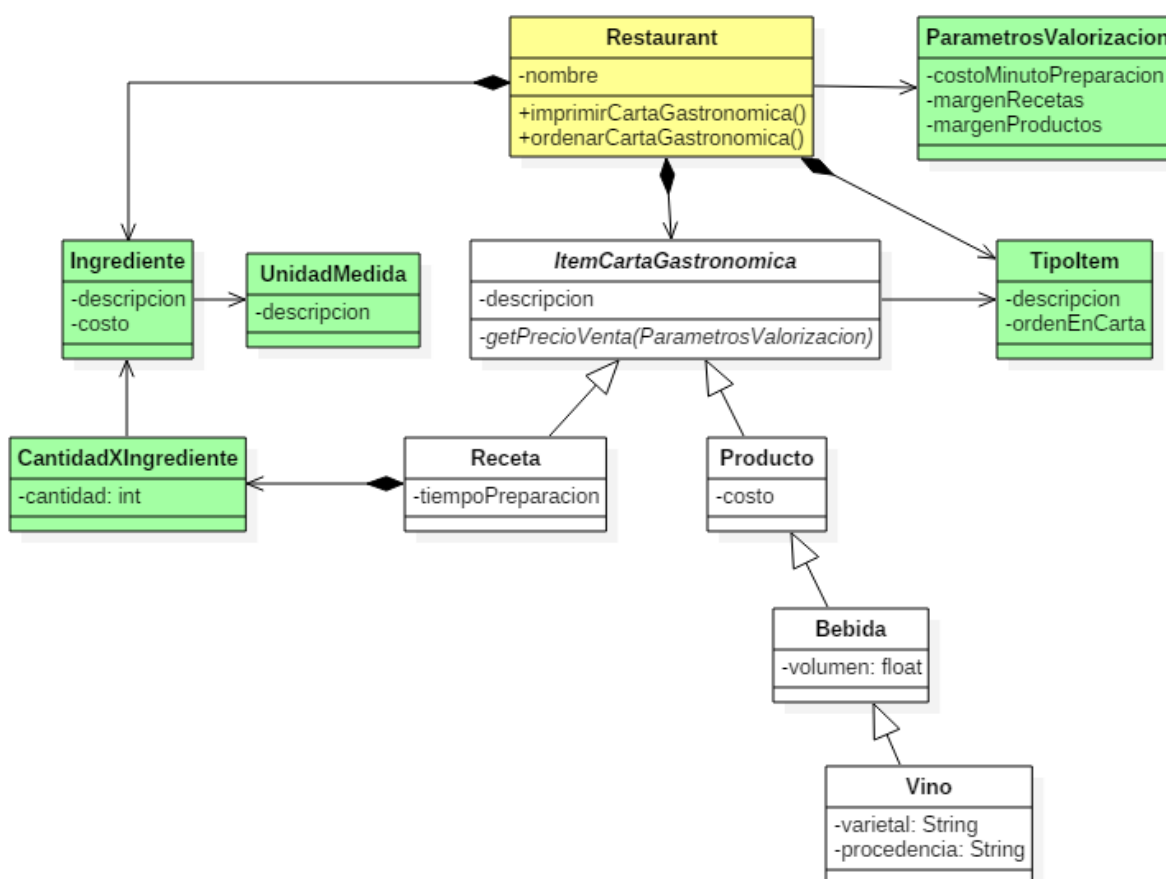 Restaurant
-nombre
+imprimirCartaGastronomica()
+ordenarCartaGastronomica()
ParametrosValorizacion
-costoMinutoPreparacion
-margenRecetas
-margenProductos
Ingrediente
-descripcion
-costo
UnidadMedida
-descripcion
ItemCartaGastronomica
-descripcion
-getPrecioVenta(ParametrosValorizacion)
TipoItem
-descripcion
-ordenEnCarta
CantidadXIngrediente
-cantidad: int
Receta
-tiempoPreparacion
Producto
-costo
Bebida
-volumen: float
Vino
-varietal: String
-procedencia: String